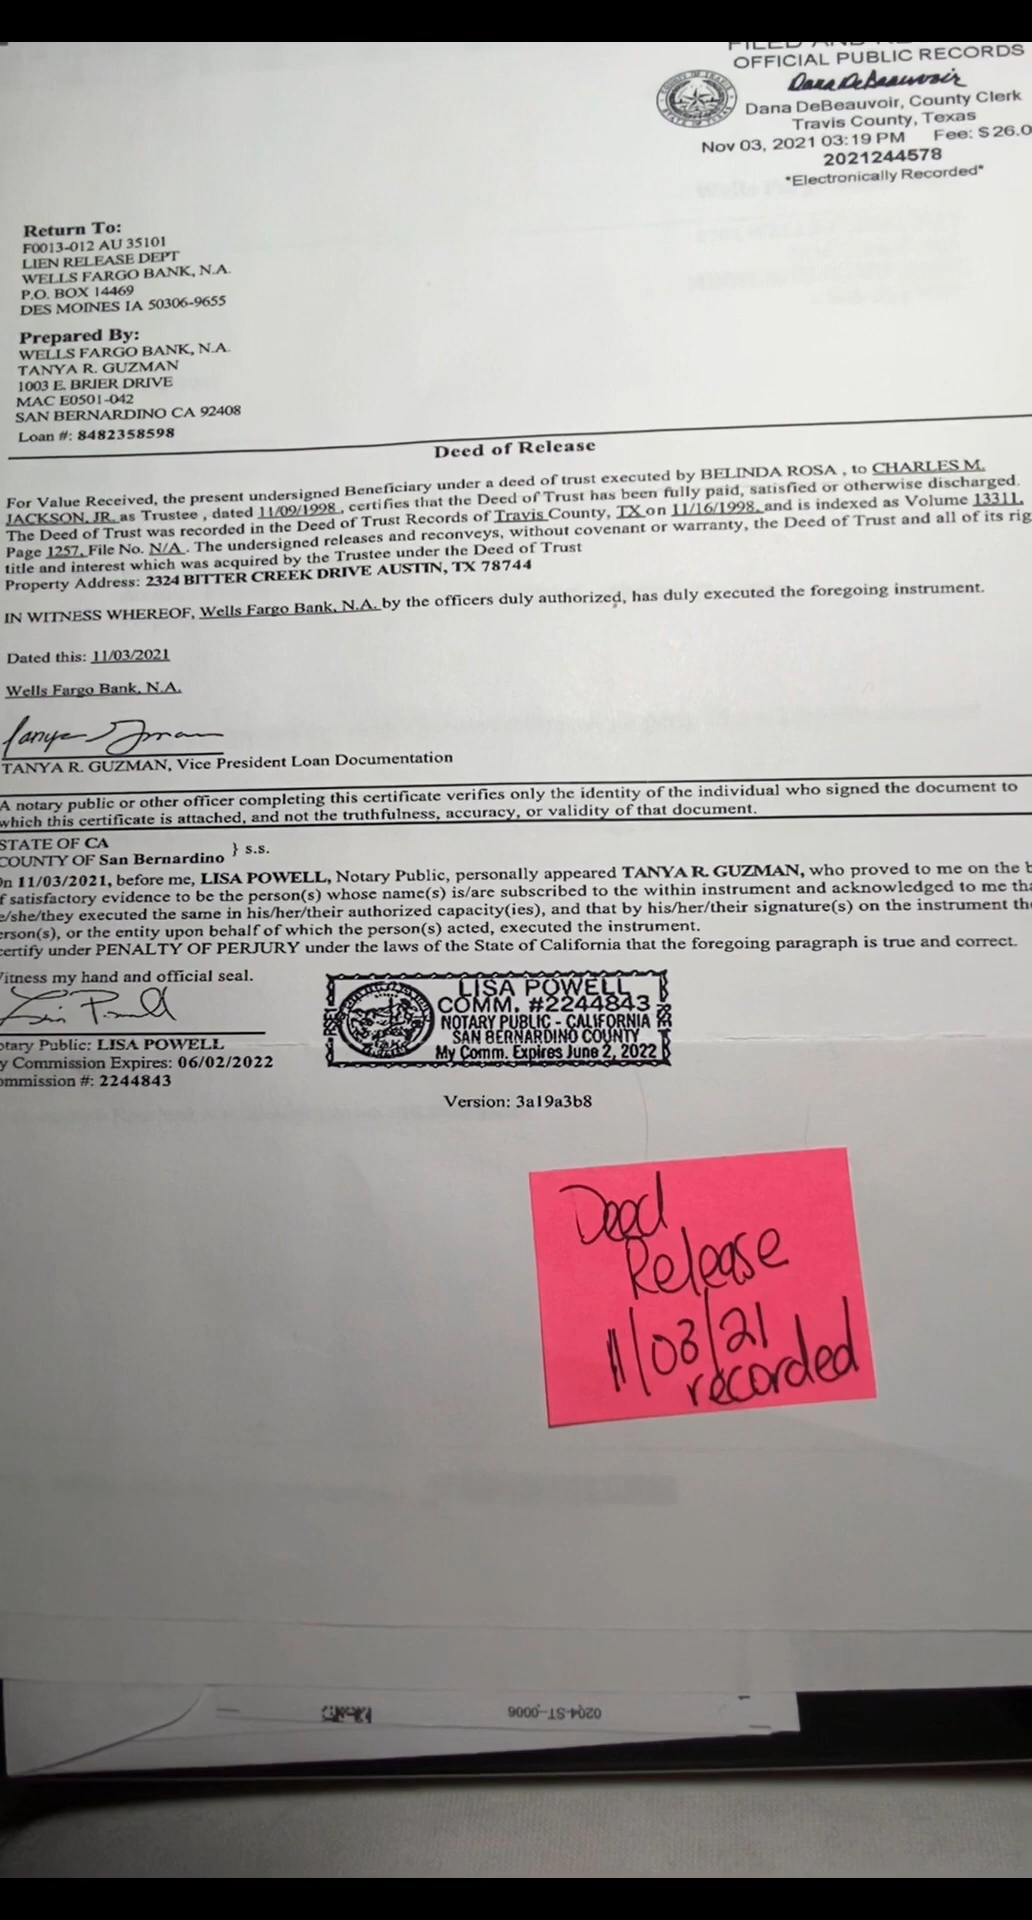 OFFICIAL PUBLIC RECORDS
Dana DeBeauvoir
Dana DeBeauvoir, County Clerk
Travis County, Texas
Nov 03, 2021 03:19 PM Fee: $26.0
2021244578
*Electronically Recorded*
Return To:
F0013-012 AU 35101
LIEN RELEASE DEPT
WELLS FARGO BANK, N.A.
P.O. BOX 14469
DES MOINES IA 50306-9655
Prepared By:
WELLS FARGO BANK, N.A.
TANYA R. GUZMAN
1003 E. BRIER DRIVE
MAC E0501-042
SAN BERNARDINO CA 92408
Loan #: 8482358598
Deed of Release
For Value Received, the present undersigned Beneficiary under a deed of trust executed by BELINDA ROSA , to CHARLES M.
JACKSON, JR. as Trustee , dated 11/09/1998 , certifies that the Deed of Trust has been fully paid, satisfied or otherwise discharged.
The Deed of Trust was recorded in the Deed of Trust Records of Travis County, TX on 11/16/1998 and is indexed as Volume 13311,
Page 1257, File No. N/A . The undersigned releases and reconveys, without covenant or warranty, the Deed of Trust and all of its rig
title and interest which was acquired by the Trustee under the Deed of Trust
Property Address: 2324 BITTER CREEK DRIVE AUSTIN, TX 78744
IN WITNESS WHEREOF, Wells Fargo Bank, N.A. by the officers duly authorized, has duly executed the foregoing instrument.
Dated this: 11/03/2021
Wells Fargo Bank, N.A.
TANYA R. GUZMAN, Vice President Loan Documentation
A notary public or other officer completing this certificate verifies only the identity of the individual who signed the document to
which this certificate is attached, and not the truthfulness, accuracy, or validity of that document.
STATE OF CA
COUNTY OF San Bernardino } s.s.
On 11/03/2021, before me, LISA POWELL, Notary Public, personally appeared TANYA R. GUZMAN, who proved to me on the b
f satisfactory evidence to be the person(s) whose name(s) is/are subscribed to the within instrument and acknowledged to me tha
e/she/they executed the same in his/her/their authorized capacity(ies), and that by his/her/their signature(s) on the instrument the
erson(s), or the entity upon behalf of which the person(s) acted, executed the instrument.
certify under PENALTY OF PERJURY under the laws of the State of California that the foregoing paragraph is true and correct.
Witness my hand and official seal.
otary Public: LISA POWELL
y Commission Expires: 06/02/2022
ommission #: 2244843
LISA POWELL
COMM. #2244843
NOTARY PUBLIC - CALIFORNIA
SAN BERNARDINO COUNTY
My Comm. Expires June 2, 2022
Version: 3a19a3b8
Deed
Release
11/03/21
recorded
0204-ST-0006